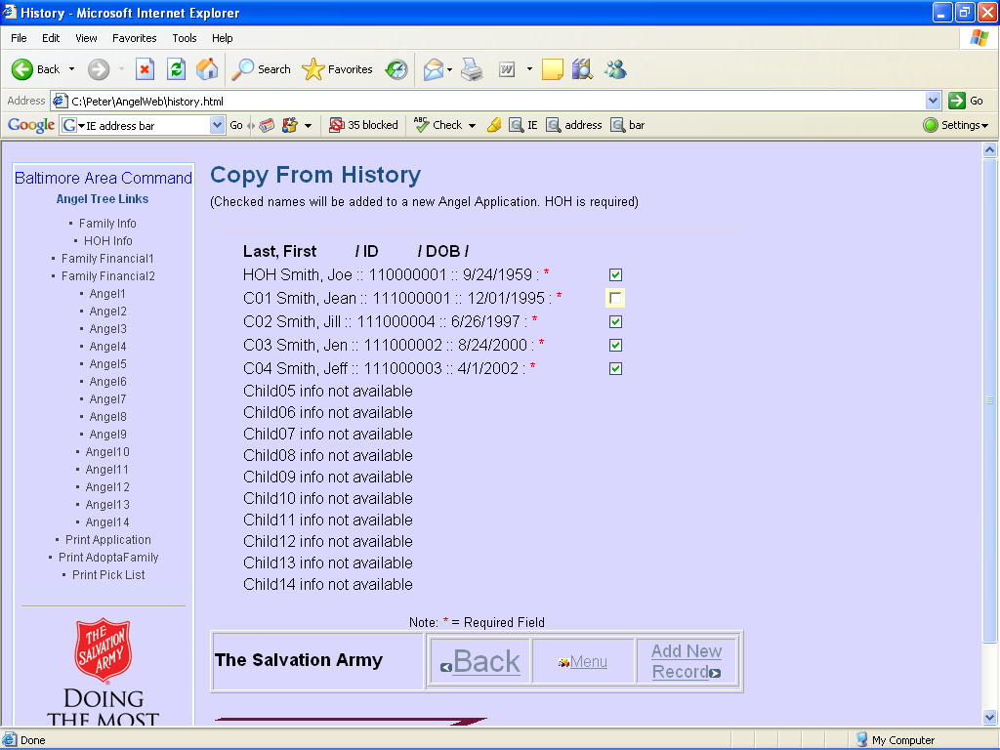 History - Microsoft Internet Explorer
File Edit View Favorites Tools Help
Back Search Favorites W
Address C:\Peter\AngelWeb\history.html Go
Google G IE address bar Go 35 blocked ABC Check IE address bar Settings
Baltimore Area Command
Angel Tree Links
Family Info
HOH Info
Family Financial1
Family Financial2
Angel1
Angel2
Angel3
Angel4
Angel5
Angel6
Angel7
Angel8
Angel9
Angel10
Angel11
Angel12
Angel13
Angel14
Print Application
Print AdoptaFamily
Print Pick List
THE
SALVATION
ARMY
DOING
THE MOST
Copy From History
(Checked names will be added to a new Angel Application. HOH is required)
Last, First / ID / DOB /
HOH Smith, Joe :: 110000001 :: 9/24/1959 : *
C01 Smith, Jean :: 111000001 :: 12/01/1995 : *
C02 Smith, Jill :: 111000004 :: 6/26/1997 : *
C03 Smith, Jen :: 111000002 :: 8/24/2000 : *
C04 Smith, Jeff :: 111000003 :: 4/1/2002 : *
Child05 info not available
Child06 info not available
Child07 info not available
Child08 info not available
Child09 info not available
Child10 info not available
Child11 info not available
Child12 info not available
Child13 info not available
Child14 info not available
Note: * = Required Field
The Salvation Army
Back
Menu
Add New
Record
Done My Computer